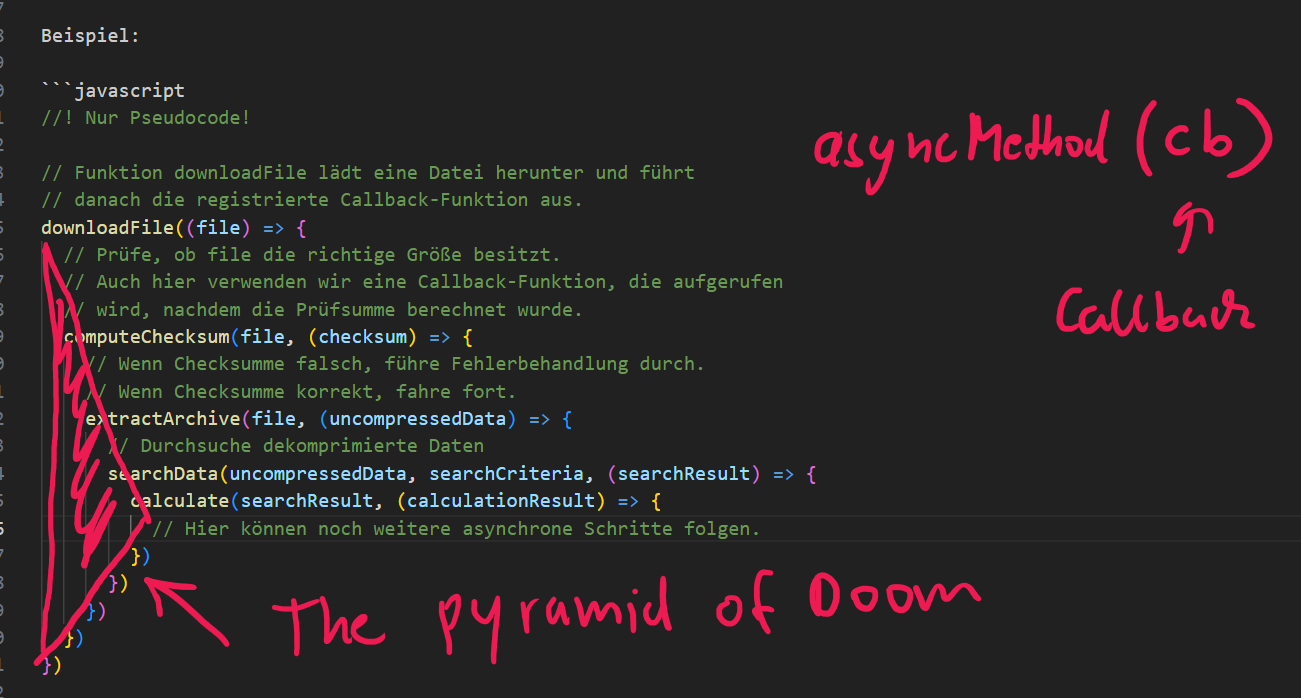 Beispiel:
```javascript
//! Nur Pseudocode!
// Funktion downloadFile lädt eine Datei herunter und führt
// danach die registrierte Callback-Funktion aus.
downloadFile((file) => {
// Prüfe, ob file die richtige Größe besitzt.
// Auch hier verwenden wir eine Callback-Funktion, die aufgerufen
// wird, nachdem die Prüfsumme berechnet wurde.
computeChecksum(file, (checksum) => {
// Wenn Checksumme falsch, führe Fehlerbehandlung durch.
// Wenn Checksumme korrekt, fahre fort.
extractArchive(file, (uncompressedData) => {
// Durchsuche dekomprimierte Daten
searchData(uncompressedData, searchCriteria, (searchResult) => {
calculate(searchResult, (calculationResult) => {
// Hier können noch weitere asynchrone Schritte folgen.
})
})
})
})
})
asyncMethod (cb)
Callback
The pyramid of Doom